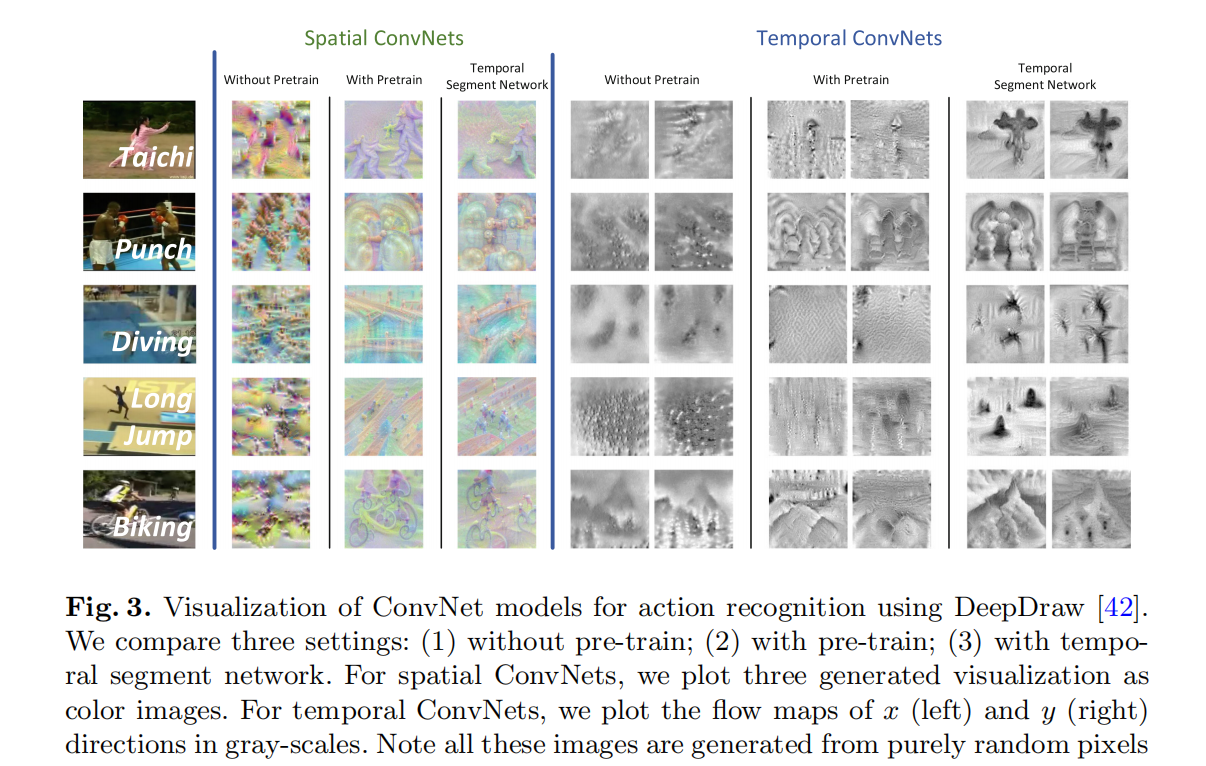 Spatial ConvNets
Temporal ConvNets
Without Pretrain
With Pretrain
Temporal
Segment Network
Without Pretrain
With Pretrain
Temporal
Segment Network
Taichi
Punch
Diving
Long
Jump
Biking
Fig. 3. Visualization of ConvNet models for action recognition using DeepDraw [42].
We compare three settings: (1) without pre-train; (2) with pre-train; (3) with tempo-
ral segment network. For spatial ConvNets, we plot three generated visualization as
color images. For temporal ConvNets, we plot the flow maps of x (left) and y (right)
directions in gray-scales. Note all these images are generated from purely random pixels